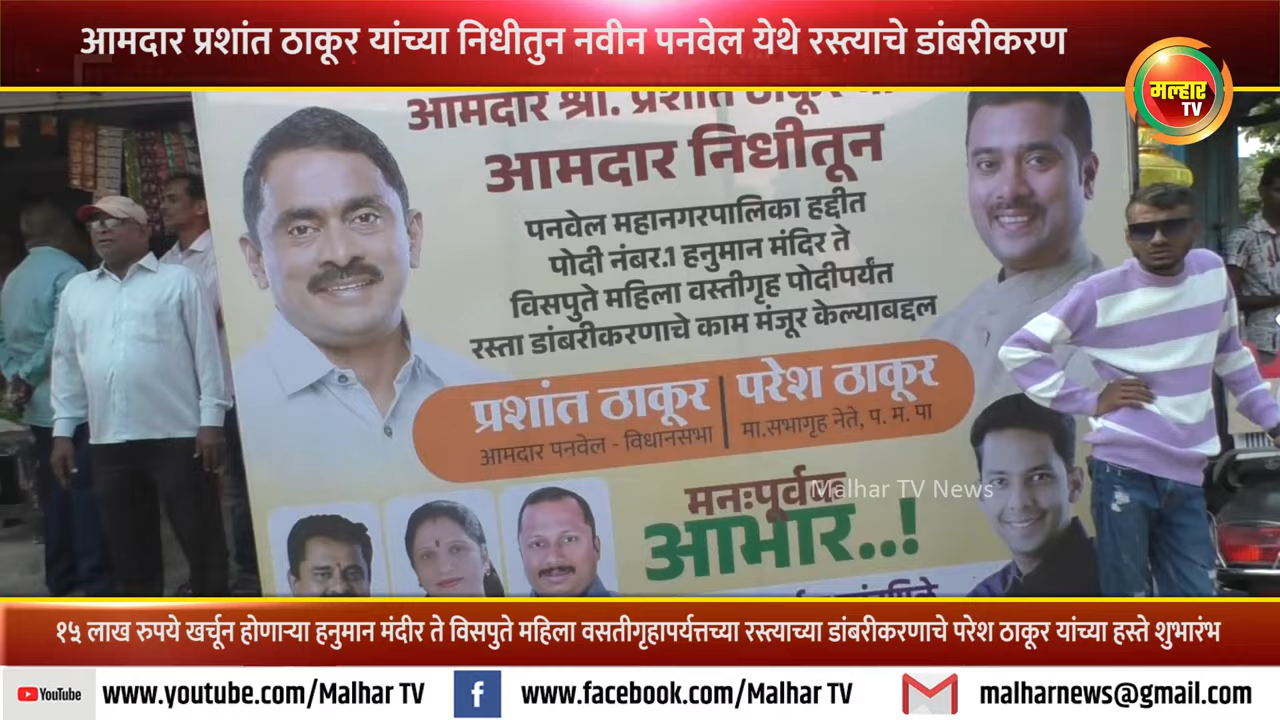 आमदार प्रशांत ठाकूर यांच्या निधीतुन नवीन पनवेल येथे रस्त्याचे डांबरीकरण
मल्हार
TV
आमदार श्री. प्रशांत ठाकूर
आमदार निधीतून
पनवेल महानगरपालिका हद्दीत
पोदी नंबर.1 हनुमान मंदिर ते
विसपुते महिला वस्तीगृह पोदीपर्यंत
रस्ता डांबरीकरणाचे काम मंजूर केल्याबद्दल
प्रशांत ठाकूर | परेश ठाकूर
आमदार पनवेल - विधानसभा | मा.सभागृह नेते, प. म. पा
मनःपूर्वक
Malhar TV News
आभार..!
१५ लाख रुपये खर्चून होणाऱ्या हनुमान मंदीर ते विसपुते महिला वसतीगृहापर्यत्तच्या रस्त्याच्या डांबरीकरणाचे परेश ठाकूर यांच्या हस्ते शुभारंभ
YouTube www.youtube.com/Malhar TV f www.facebook.com/Malhar TV malharnews@gmail.com